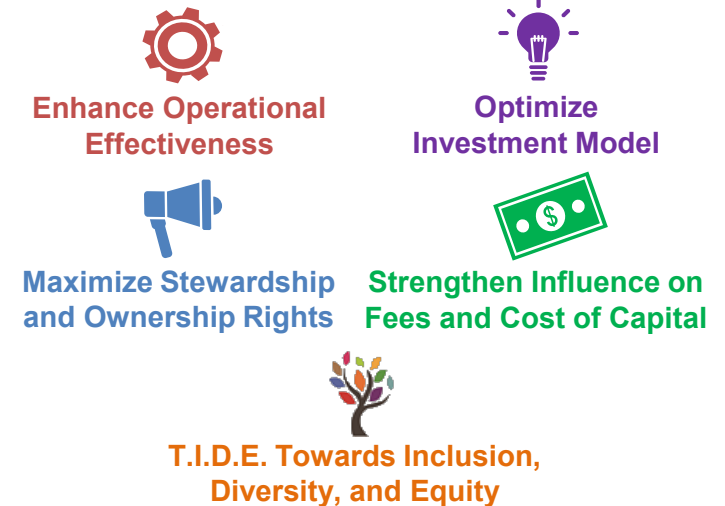 Enhance Operational
Effectiveness
Optimize
Investment Model
$
Maximize Stewardship
and Ownership Rights
Strengthen Influence on
Fees and Cost of Capital
T.I.D.E. Towards Inclusion,
Diversity, and Equity